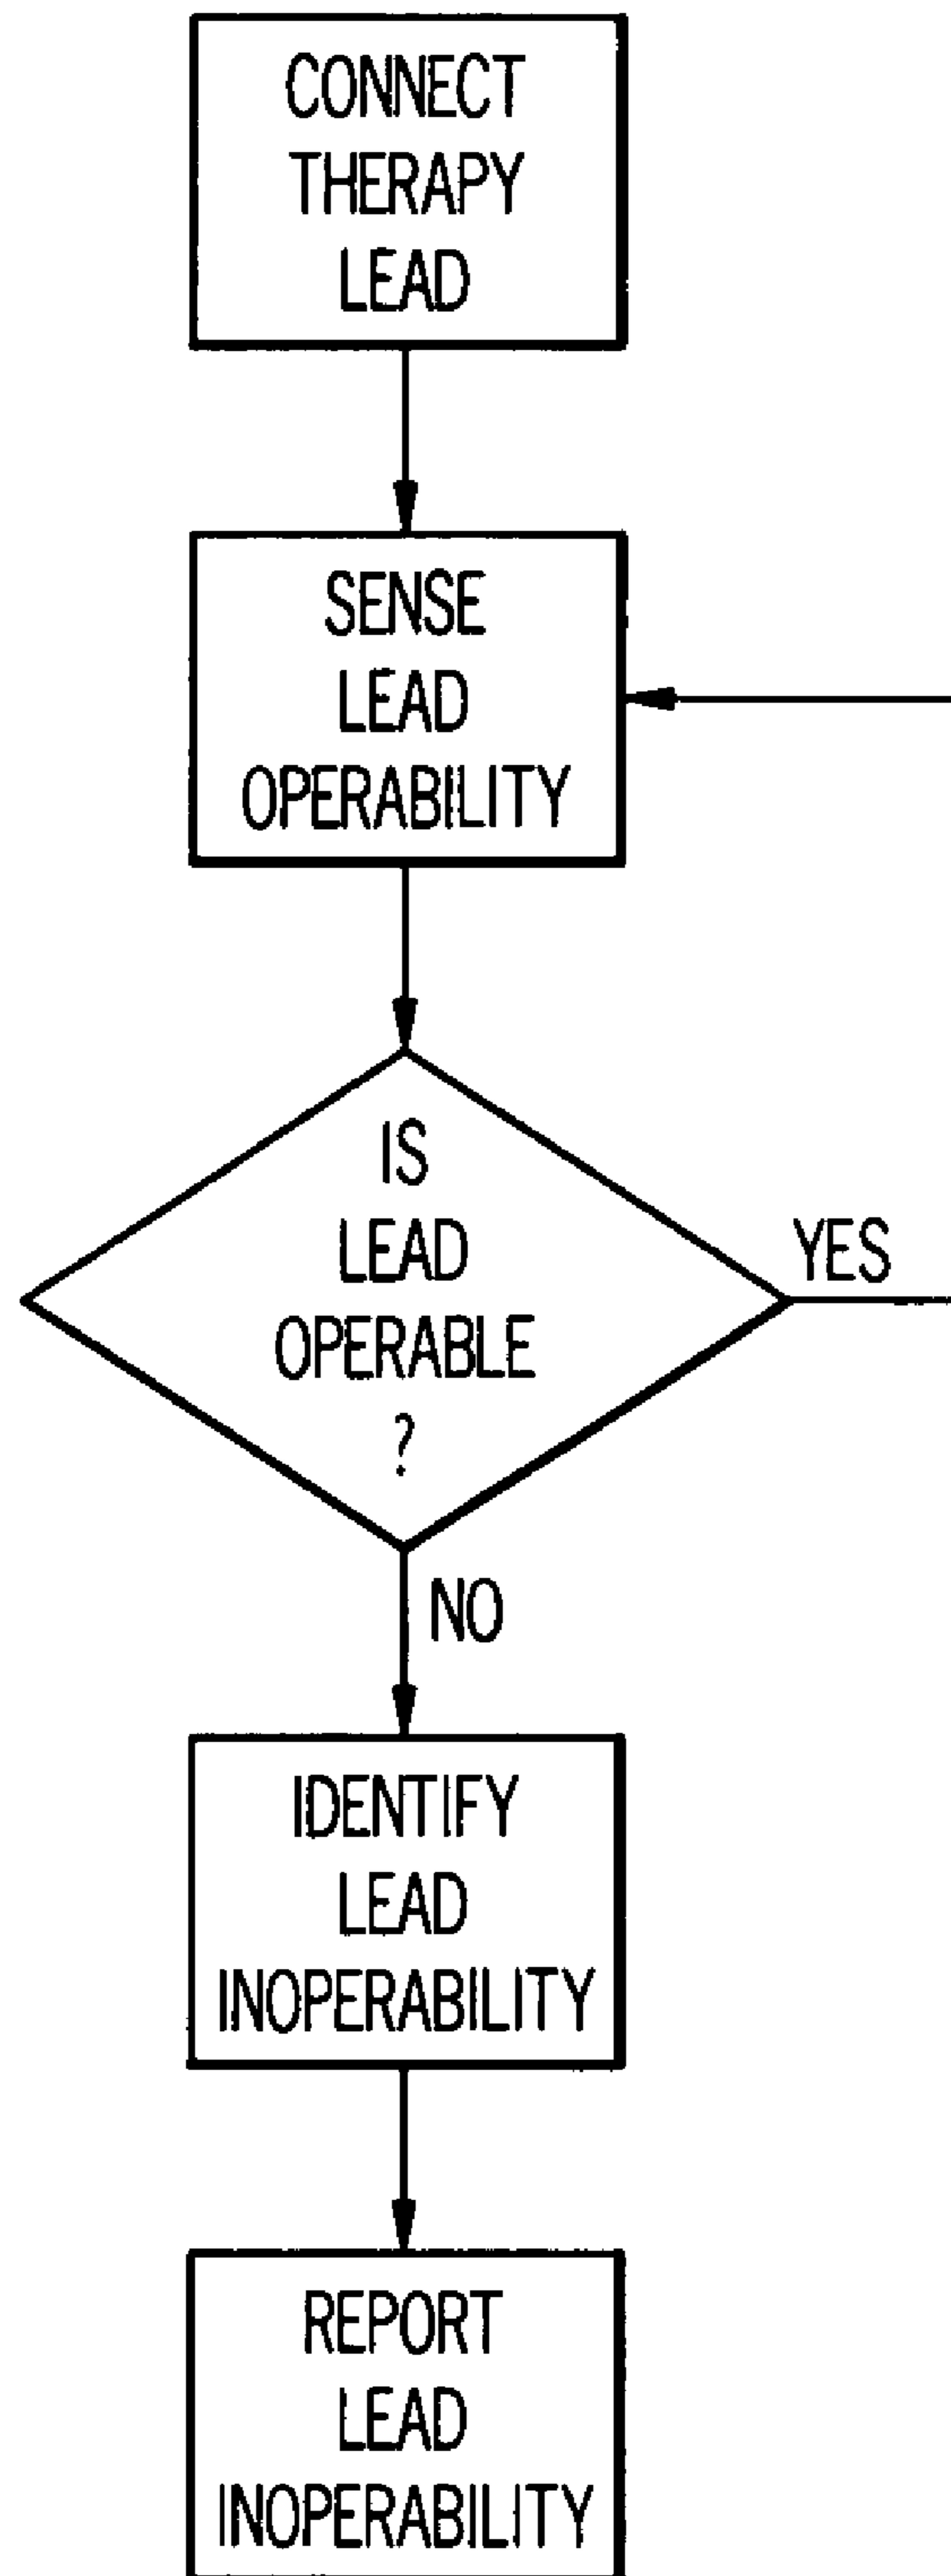 CONNECT
THERAPY
LEAD
SENSE
LEAD
OPERABILITY
IS
LEAD
OPERABLE
?
YES
NO
IDENTIFY
LEAD
INOPERABILITY
REPORT
LEAD
INOPERABILITY